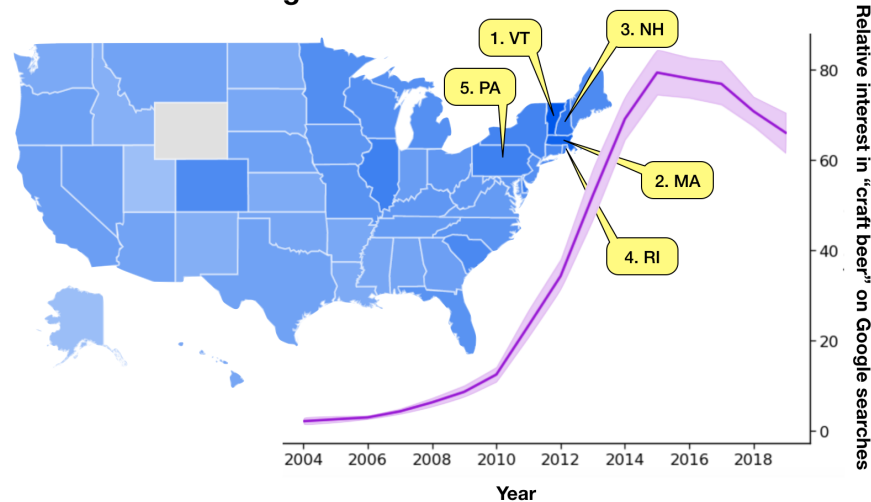 1. VT
3. NH
5. PA
2. MA
4. RI
80
60
40
20
0
2004 2006 2008 2010 2012 2014 2016 2018
Year
Relative interest in “craft beer” on Google searches